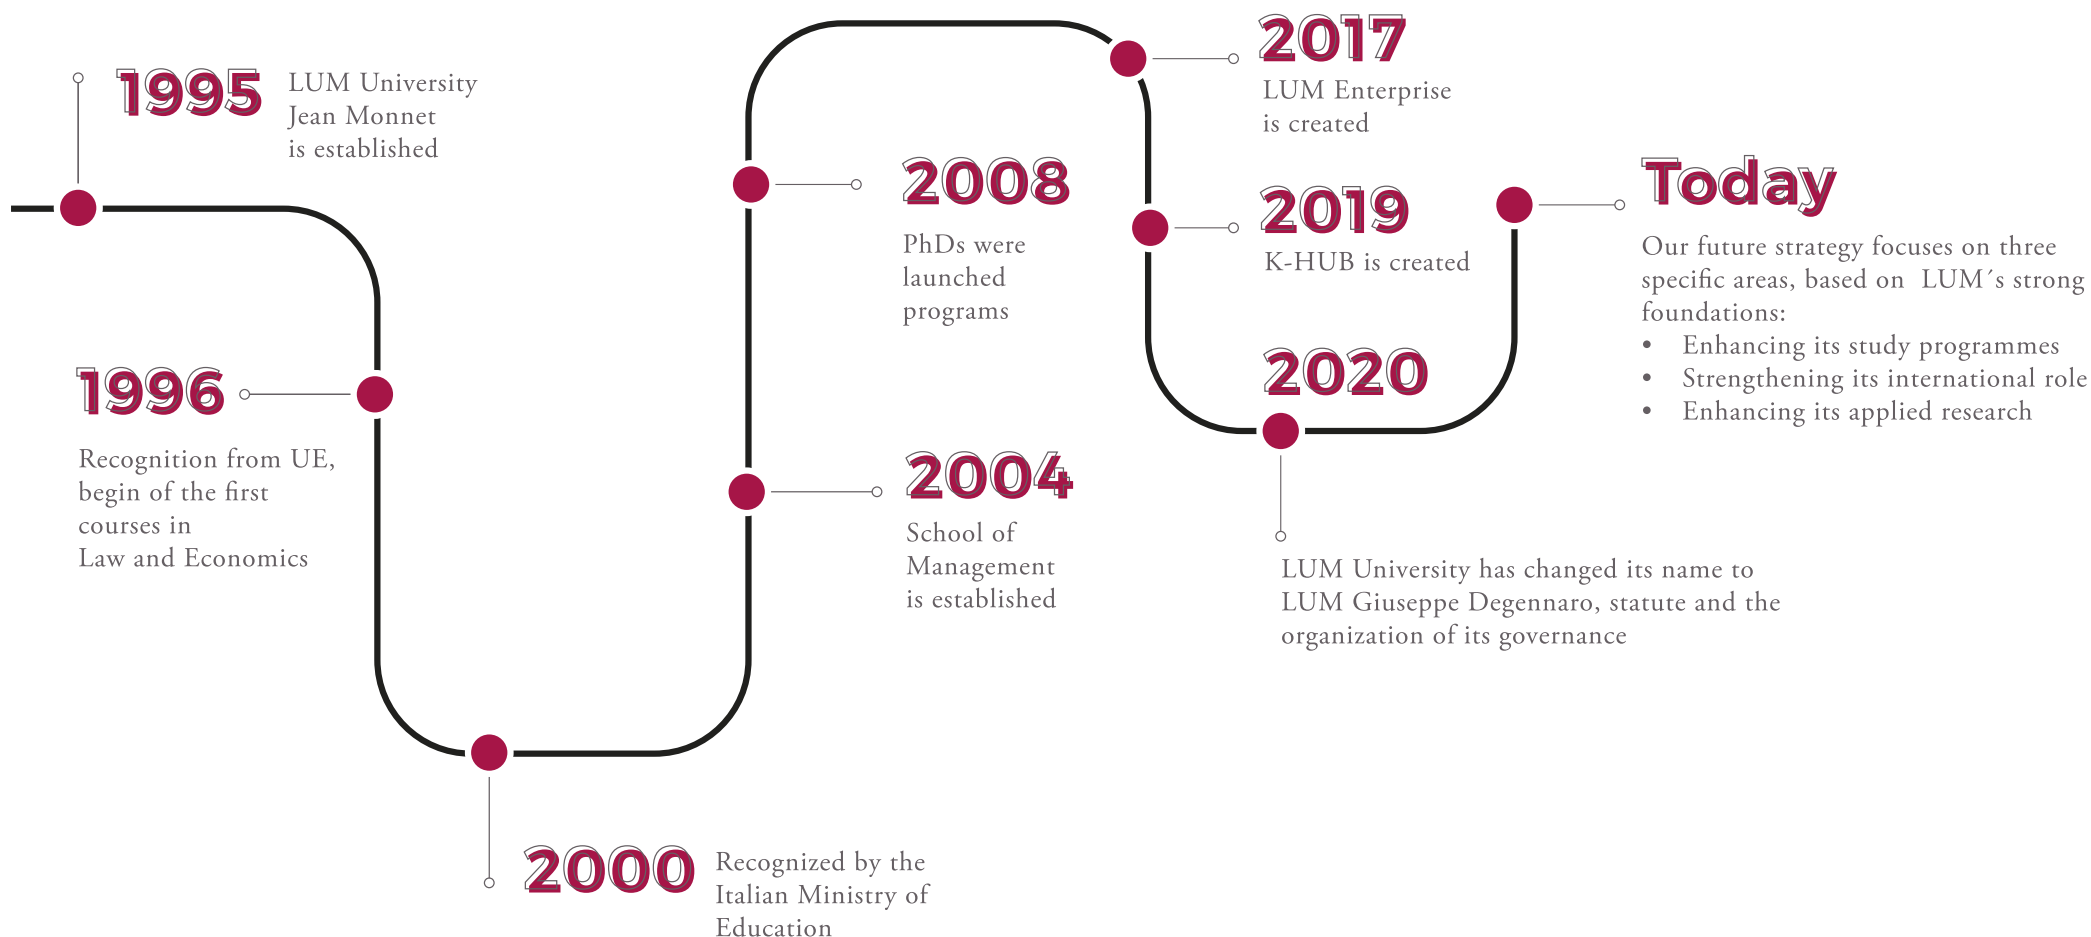 1995
LUM University
Jean Monnet
is established
1996
Recognition from UE,
begin of the first
courses in
Law and Economics
2000
Recognized by the
Italian Ministry of
Education
2004
School of
Management
is established
2008
PhDs were
launched
programs
2017
LUM Enterprise
is created
2019
K-HUB is created
2020
LUM University has changed its name to
LUM Giuseppe Degennaro, statute and the
organization of its governance
Today
Our future strategy focuses on three
specific areas, based on  LUM´s strong
foundations:
• Enhancing its study programmes
• Strengthening its international role
• Enhancing its applied research